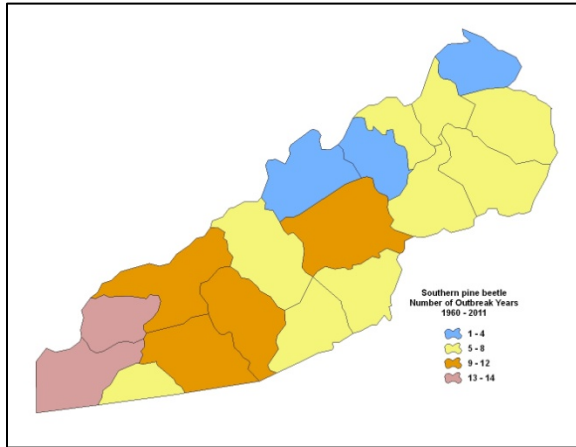 Southern pine beetle
Number of Outbreak Years
1960 - 2011
1 - 4
5 - 8
9 - 12
13 - 14